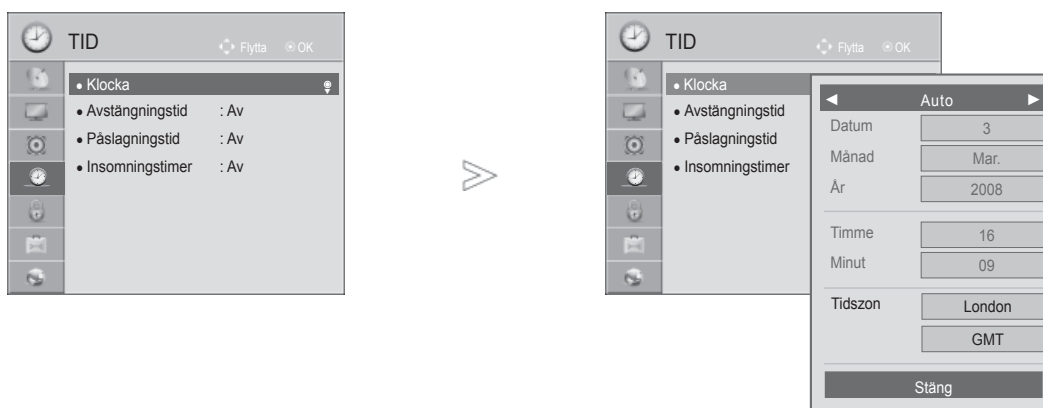 TID Flytta OK
• Klocka
• Avstängningstid : Av
• Påslagningstid : Av
• Insomningstimer : Av
TID Flytta OK
• Klocka
• Avstängningstid
• Påslagningstid
• Insomningstimer
◄ Auto ►
Datum 3
Månad Mar.
År 2008
Timme 16
Minut 09
Tidszon London
GMT
Stäng